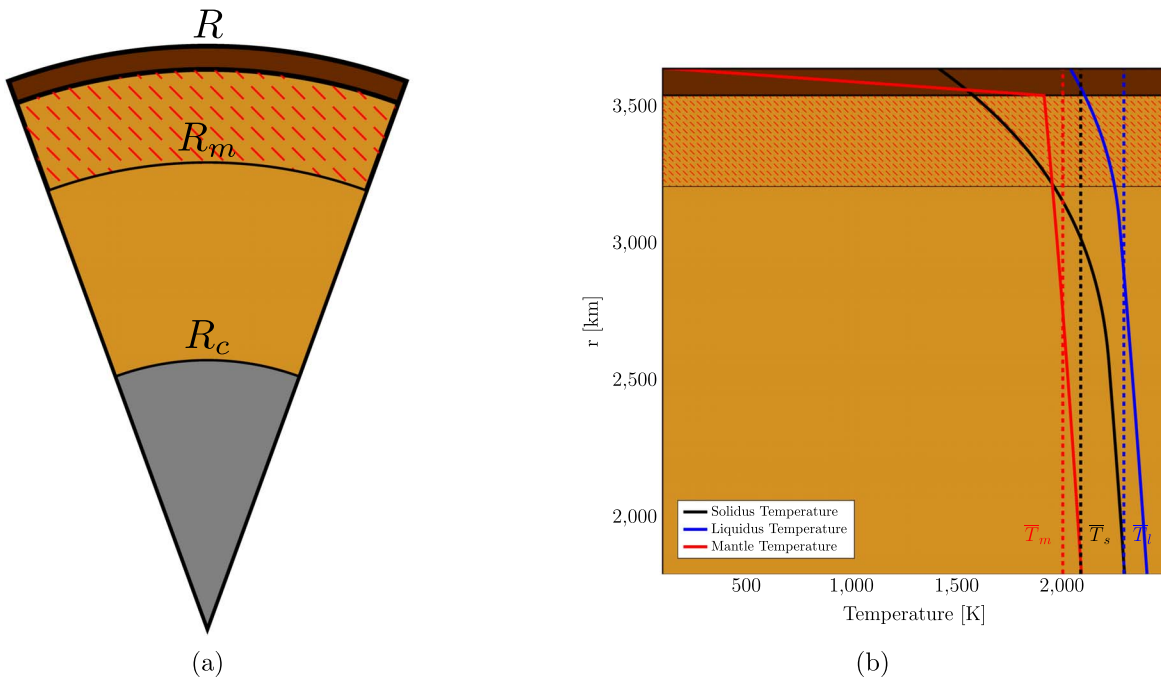 R
R_m
R_c
(a)
3,500
3,000
2,500
2,000
r [km]
Solidus Temperature
Liquidus Temperature
Mantle Temperature
T̅_m T̅_s T̅_l
500 1,000 1,500 2,000
Temperature [K]
(b)